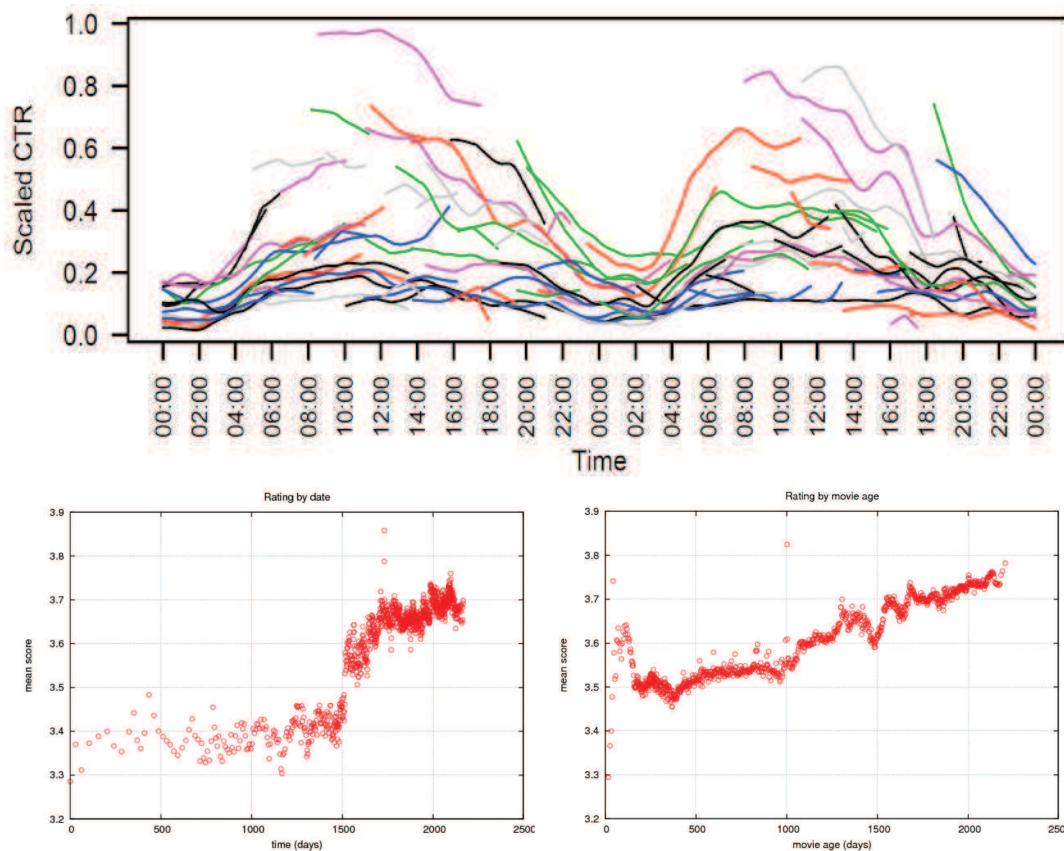 Scaled CTR
1.0
0.8
0.6
0.4
0.2
0.0
00:00 02:00 04:00 06:00 08:00 10:00 12:00 14:00 16:00 18:00 20:00 22:00 00:00 02:00 04:00 06:00 08:00 10:00 12:00 14:00 16:00 18:00 20:00 22:00 00:00
Time
Rating by date
mean score
3.9
3.8
3.7
3.6
3.5
3.4
3.3
3.2
0 500 1000 1500 2000 2500
time (days)
Rating by movie age
mean score
3.9
3.8
3.7
3.6
3.5
3.4
3.3
3.2
0 500 1000 1500 2000 250
movie age (days)